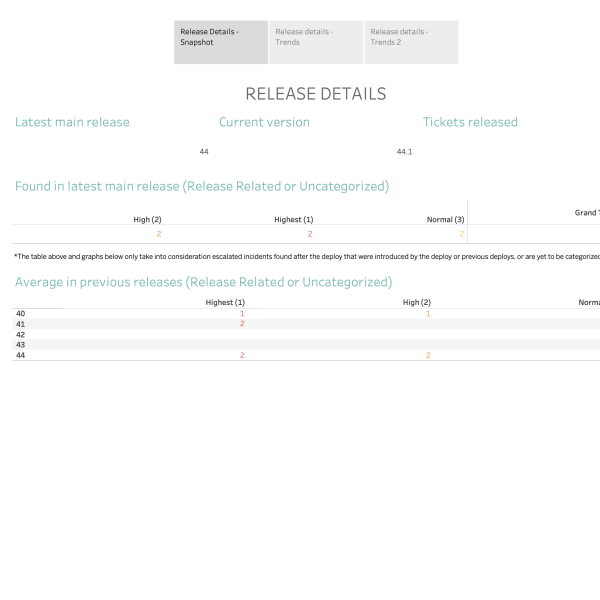 Release Details - Snapshot
Release details - Trends
Release details - Trends 2
RELEASE DETAILS
Latest main release Current version Tickets released
44 44.1
Found in latest main release (Release Related or Uncategorized)
Grand T
High (2) Highest (1) Normal (3)
2 2 2
*The table above and graphs below only take into consideration escalated incidents found after the deploy that were introduced by the deploy or previous deploys, or are yet to be categorized
Average in previous releases (Release Related or Uncategorized)
Highest (1) High (2) Norma
40 1 1
41 2
42
43
44 2 2